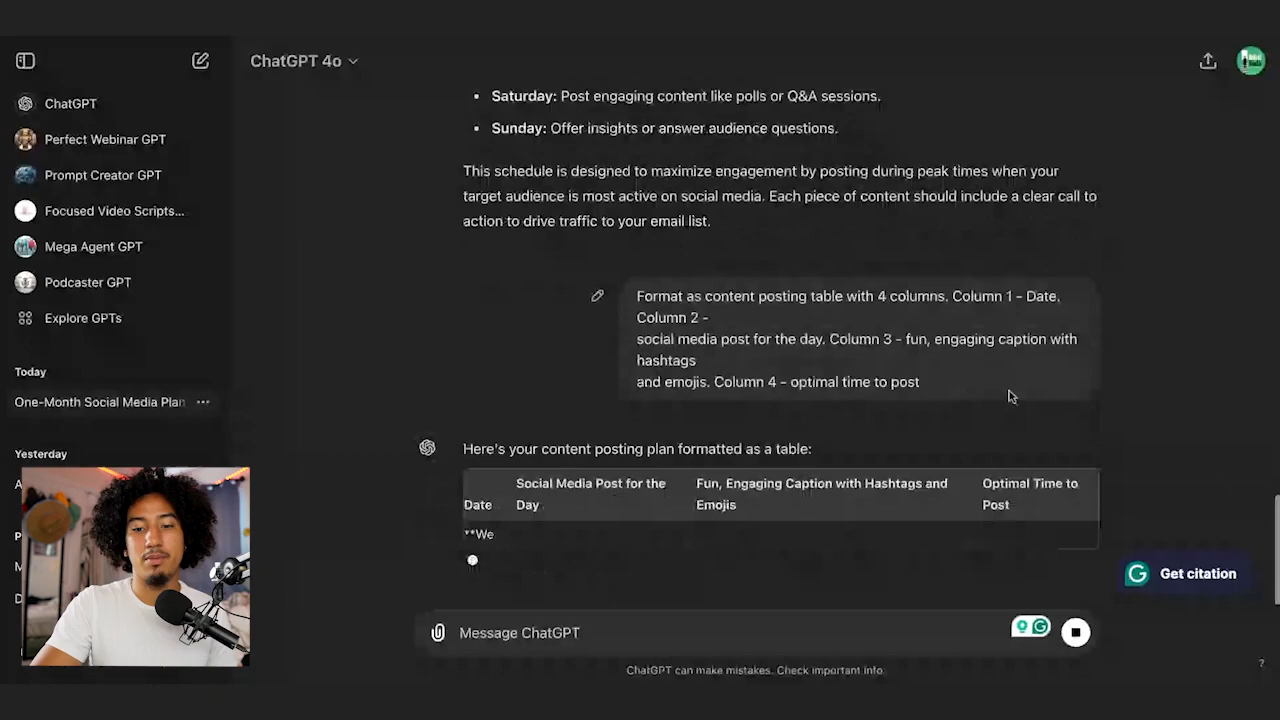 ChatGPT 4o
ChatGPT
Perfect Webinar GPT
Prompt Creator GPT
Focused Video Scripts...
Mega Agent GPT
Podcaster GPT
Explore GPTs
Today
One-Month Social Media Plan
Yesterday
• Saturday: Post engaging content like polls or Q&A sessions.
• Sunday: Offer insights or answer audience questions.
This schedule is designed to maximize engagement by posting during peak times when your
target audience is most active on social media. Each piece of content should include a clear call to
action to drive traffic to your email list.
Format as content posting table with 4 columns. Column 1 - Date.
Column 2 -
social media post for the day. Column 3 - fun, engaging caption with
hashtags
and emojis. Column 4 - optimal time to post
Here's your content posting plan formatted as a table:
Date
Social Media Post for the
Day
Fun, Engaging Caption with Hashtags and
Emojis
Optimal Time to
Post
**We
Get citation
Message ChatGPT
ChatGPT can make mistakes. Check important info.
?